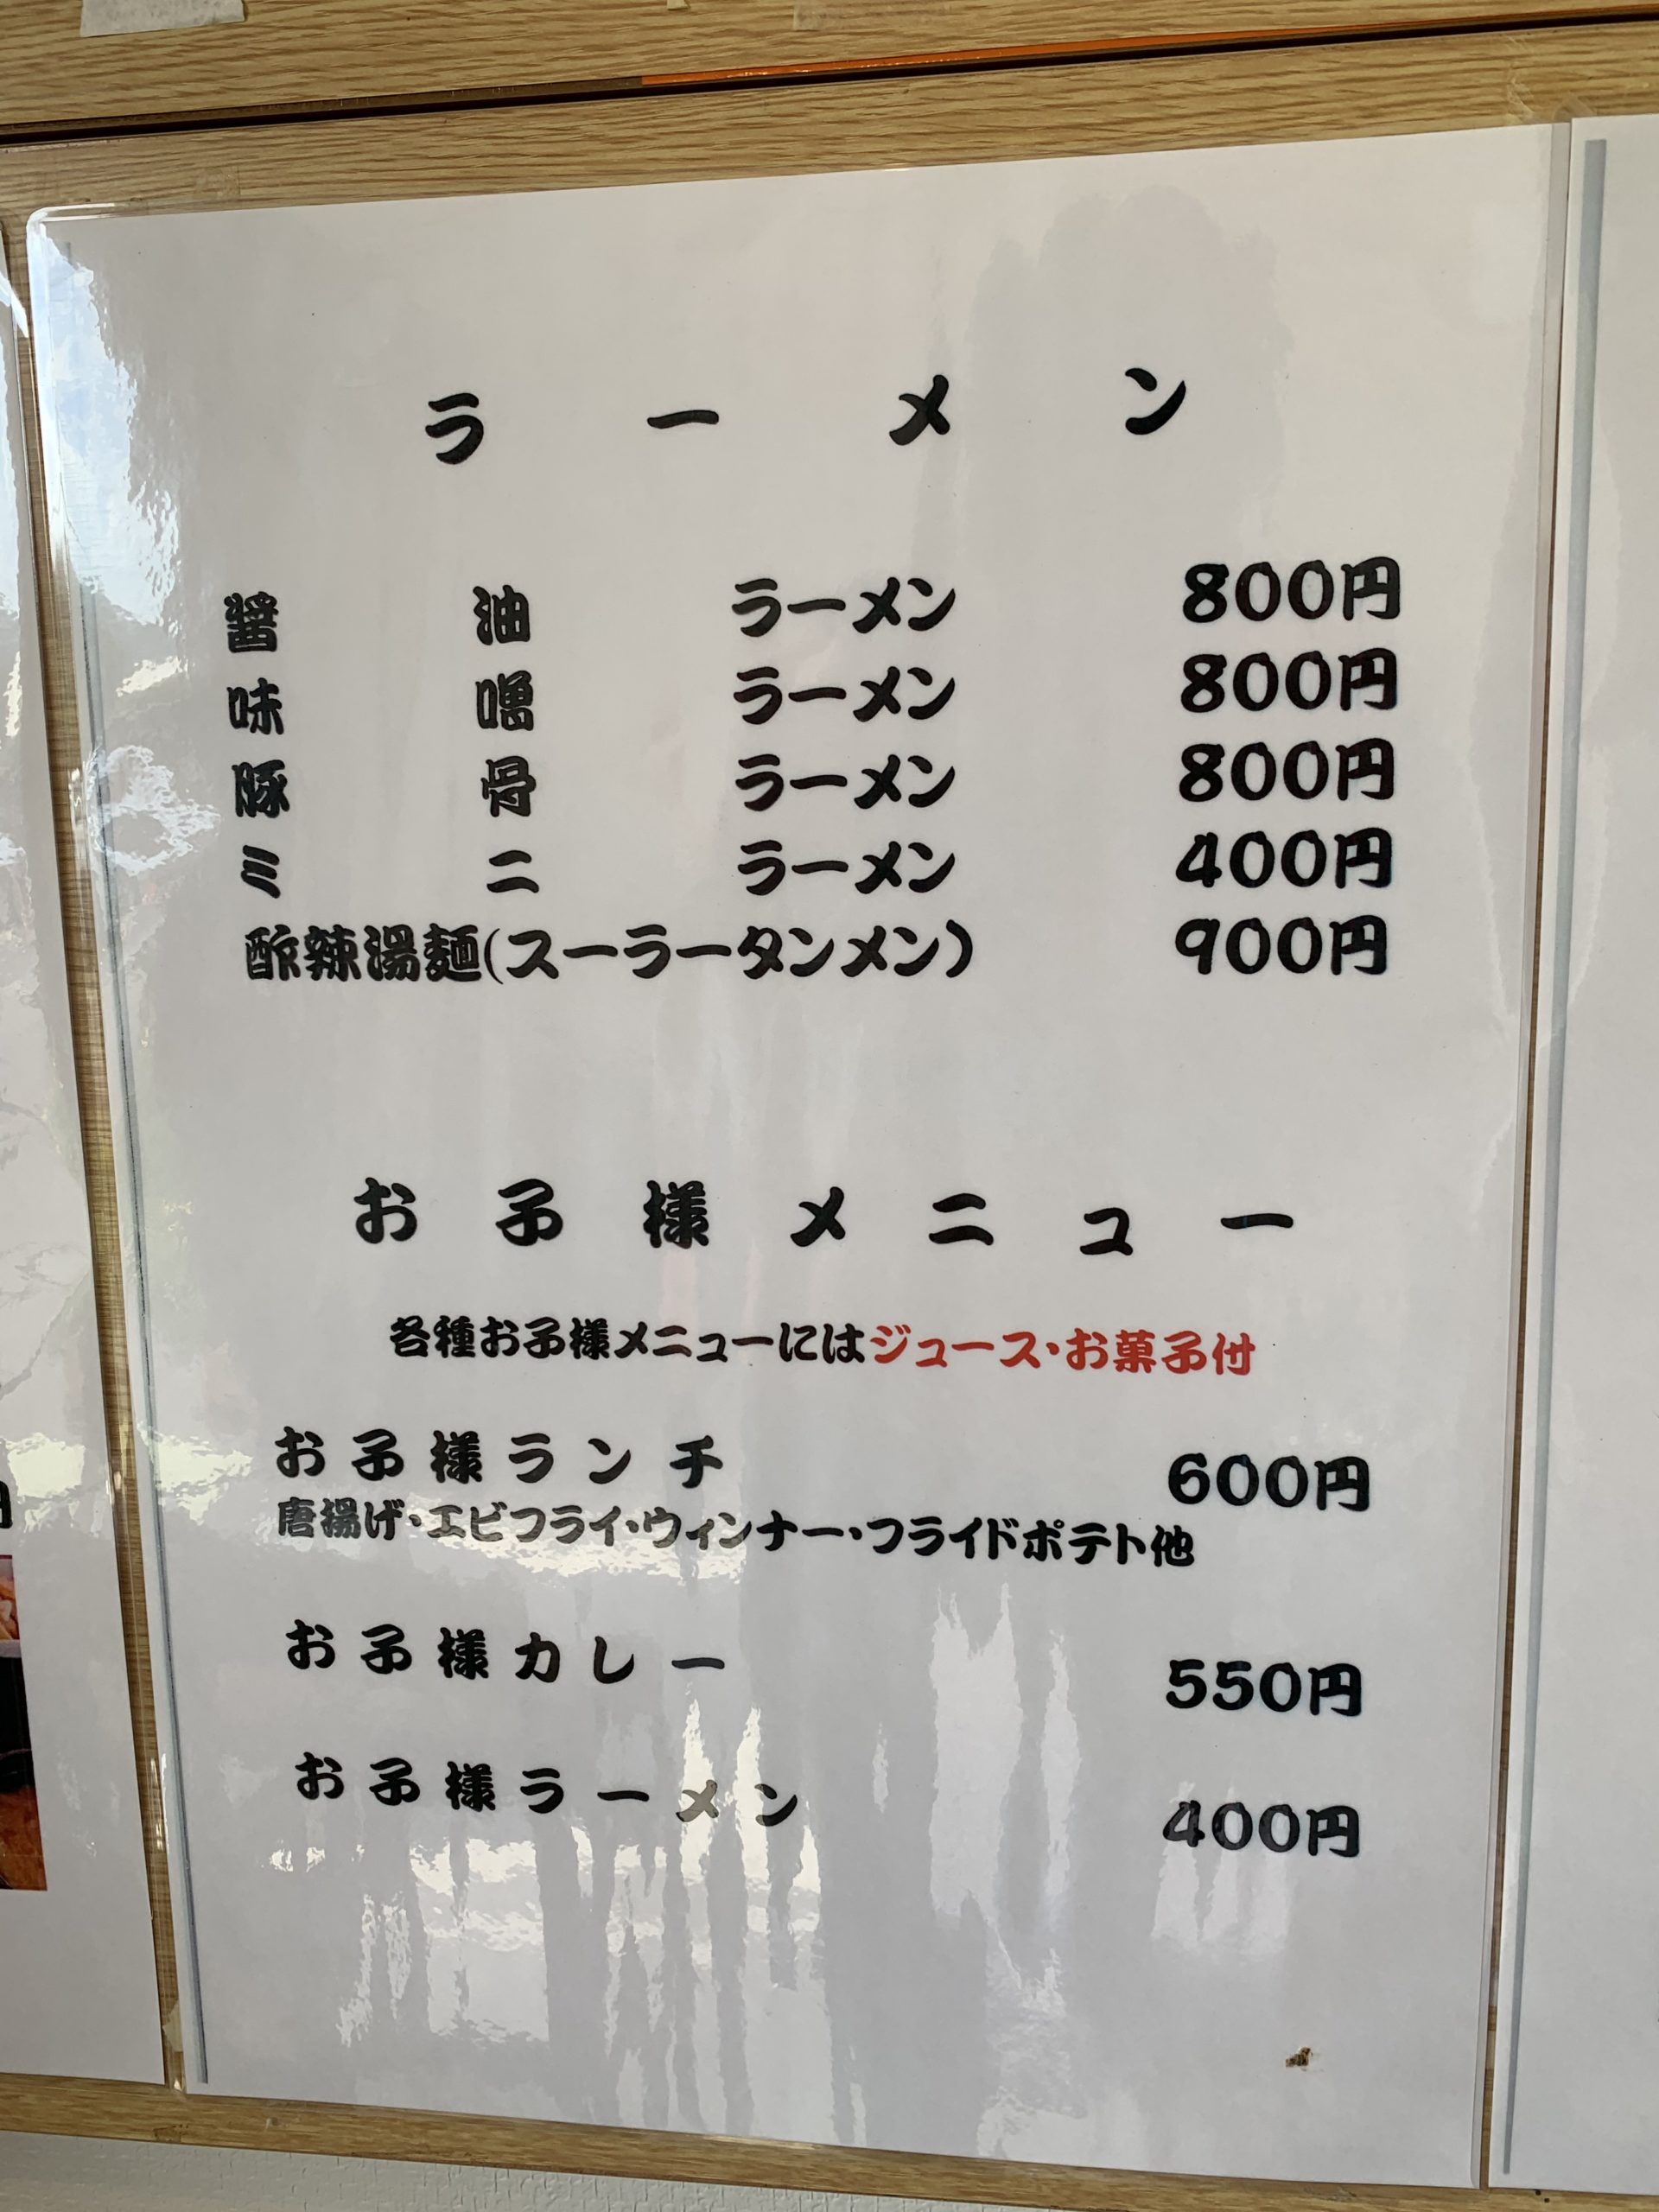 ラーメン
醤油ラーメン 800円
味噌ラーメン 800円
豚骨ラーメン 800円
ミニラーメン 400円
酢辣湯麺(スーラータンメン) 900円
お子様メニュー
各種お子様メニューにはジュース・お菓子付
お子様ランチ 600円
唐揚げ・エビフライ・ウィンナー・フライドポテト他
お子様カレー 550円
お子様ラーメン 400円